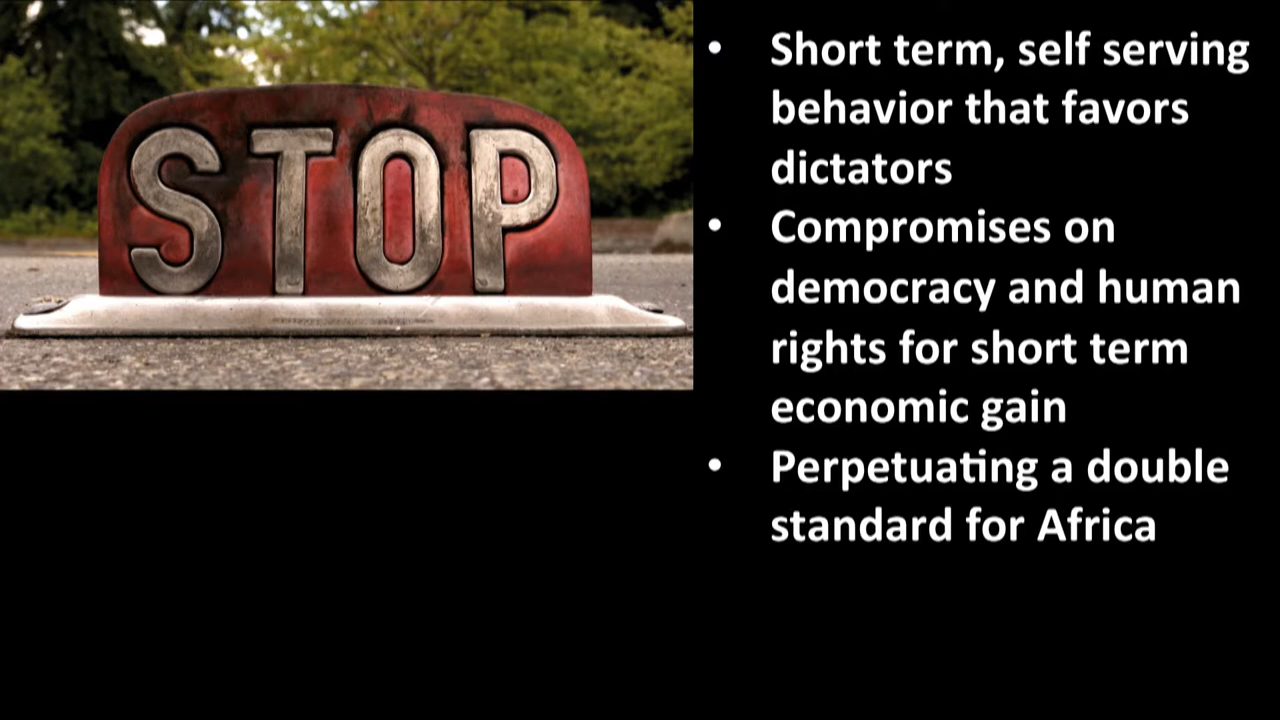 STOP
• Short term, self serving
behavior that favors
dictators
• Compromises on
democracy and human
rights for short term
economic gain
• Perpetuating a double
standard for Africa